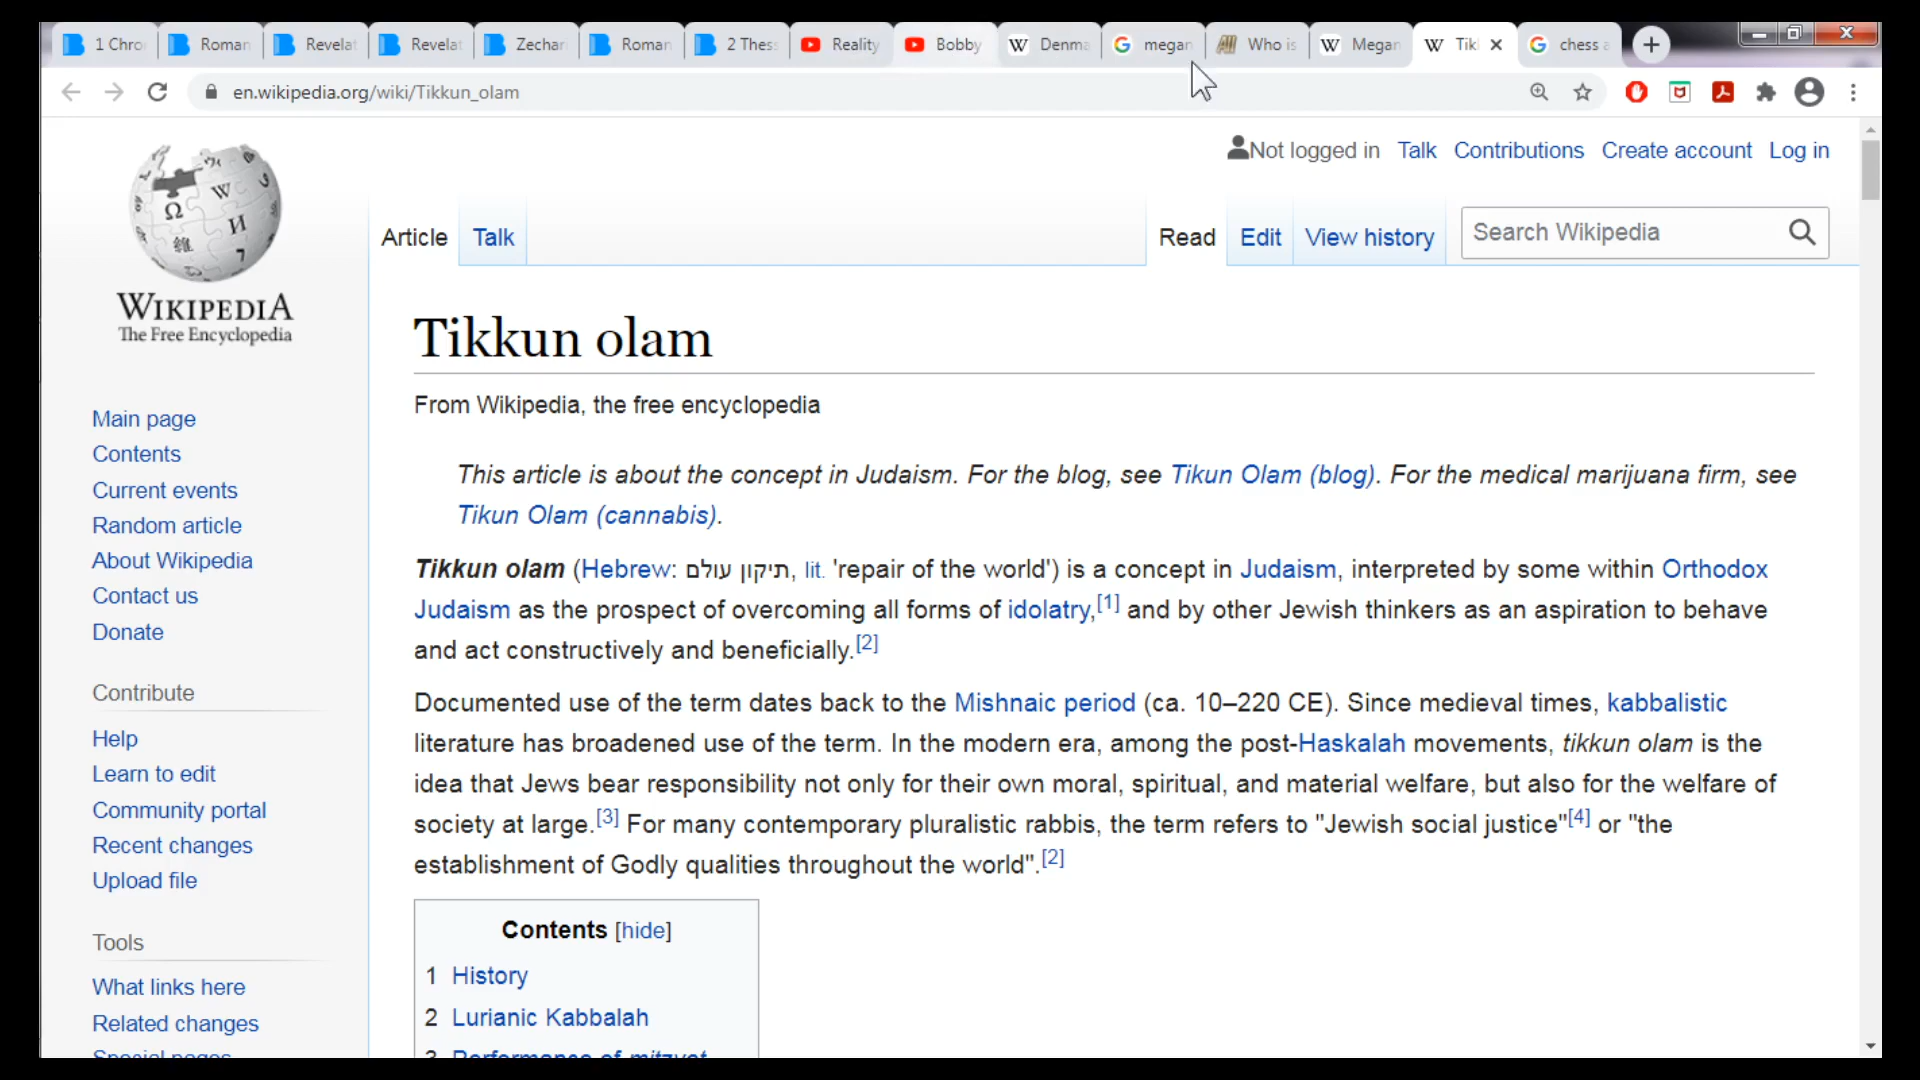 1 Chro
Roman
Revelat
Revelat
Zechar
Roman
2 Thess
Reality
Bobby
Denma
megan
Who is
Megan
Tik
chess a
en.wikipedia.org/wiki/Tikkun_olam
Not logged in Talk Contributions Create account Log in
Article Talk
Read Edit View history
Search Wikipedia
WIKIPEDIA
The Free Encyclopedia
Main page
Contents
Current events
Random article
About Wikipedia
Contact us
Donate
Contribute
Help
Learn to edit
Community portal
Recent changes
Upload file
Tools
What links here
Related changes
Special pages
Tikkun olam
From Wikipedia, the free encyclopedia
This article is about the concept in Judaism. For the blog, see Tikun Olam (blog). For the medical marijuana firm, see
Tikun Olam (cannabis).
Tikkun olam (Hebrew: תיקון עולם, lit. 'repair of the world') is a concept in Judaism, interpreted by some within Orthodox
Judaism as the prospect of overcoming all forms of idolatry,[1] and by other Jewish thinkers as an aspiration to behave
and act constructively and beneficially.[2]
Documented use of the term dates back to the Mishnaic period (ca. 10–220 CE). Since medieval times, kabbalistic
literature has broadened use of the term. In the modern era, among the post-Haskalah movements, tikkun olam is the
idea that Jews bear responsibility not only for their own moral, spiritual, and material welfare, but also for the welfare of
society at large.[3] For many contemporary pluralistic rabbis, the term refers to "Jewish social justice"[4] or "the
establishment of Godly qualities throughout the world".[2]
Contents [hide]
1 History
2 Lurianic Kabbalah
3 Performance of mitzvot